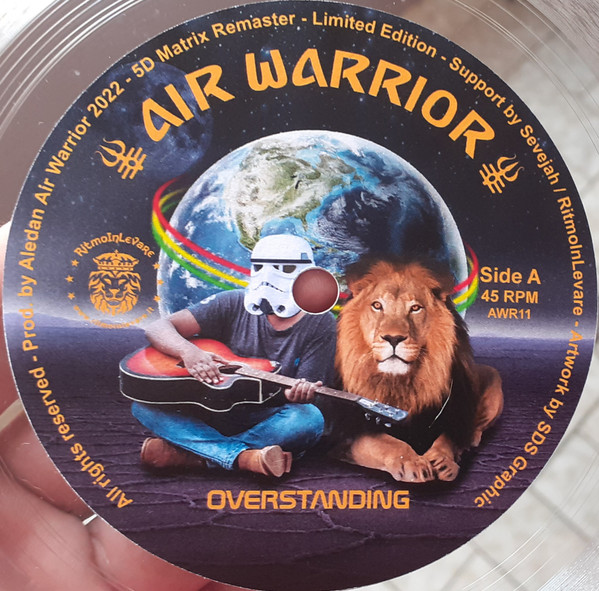 All rights reserved - Prod. by Aledan Air Warrior 2022 - 5D Matrix Remaster - Limited Edition - Support by Sevejah / RitmoInLevare - Artwork by SDS Graphic
AIR WARRIOR
RitmoInLevare
Side A
45 RPM
AWR11
OVERSTANDING